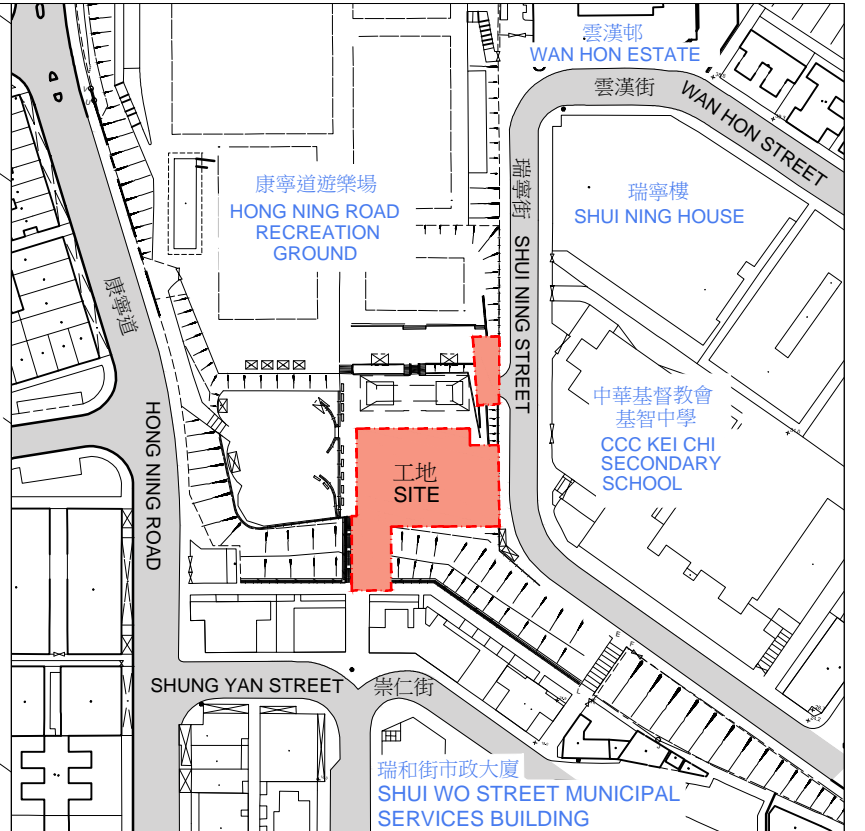 雲漢邨
WAN HON ESTATE
雲漢街
WAN HON STREET
康寧道遊樂場
HONG NING ROAD
RECREATION
GROUND
瑞寧街
SHUI NING STREET
瑞寧樓
SHUI NING HOUSE
康寧道
HONG NING ROAD
中華基督教會
基智中學
CCC KEI CHI
SECONDARY
SCHOOL
工地
SITE
SHUNG YAN STREET 崇仁街
瑞和街市政大廈
SHUI WO STREET MUNICIPAL
SERVICES BUILDING